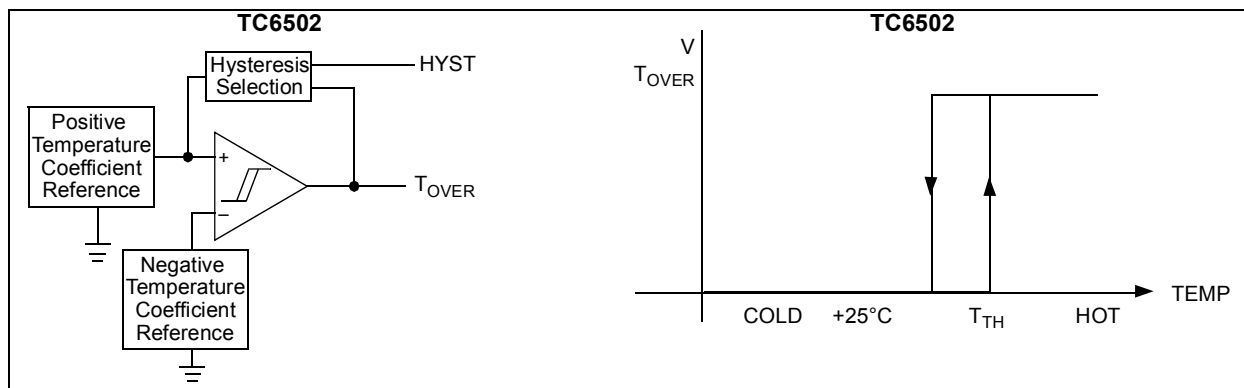 TC6502
Hysteresis
Selection
HYST
Positive
Temperature
Coefficient
Reference
+
−
TOVER
Negative
Temperature
Coefficient
Reference
TC6502
V
TOVER
TEMP
COLD +25°C TTH HOT